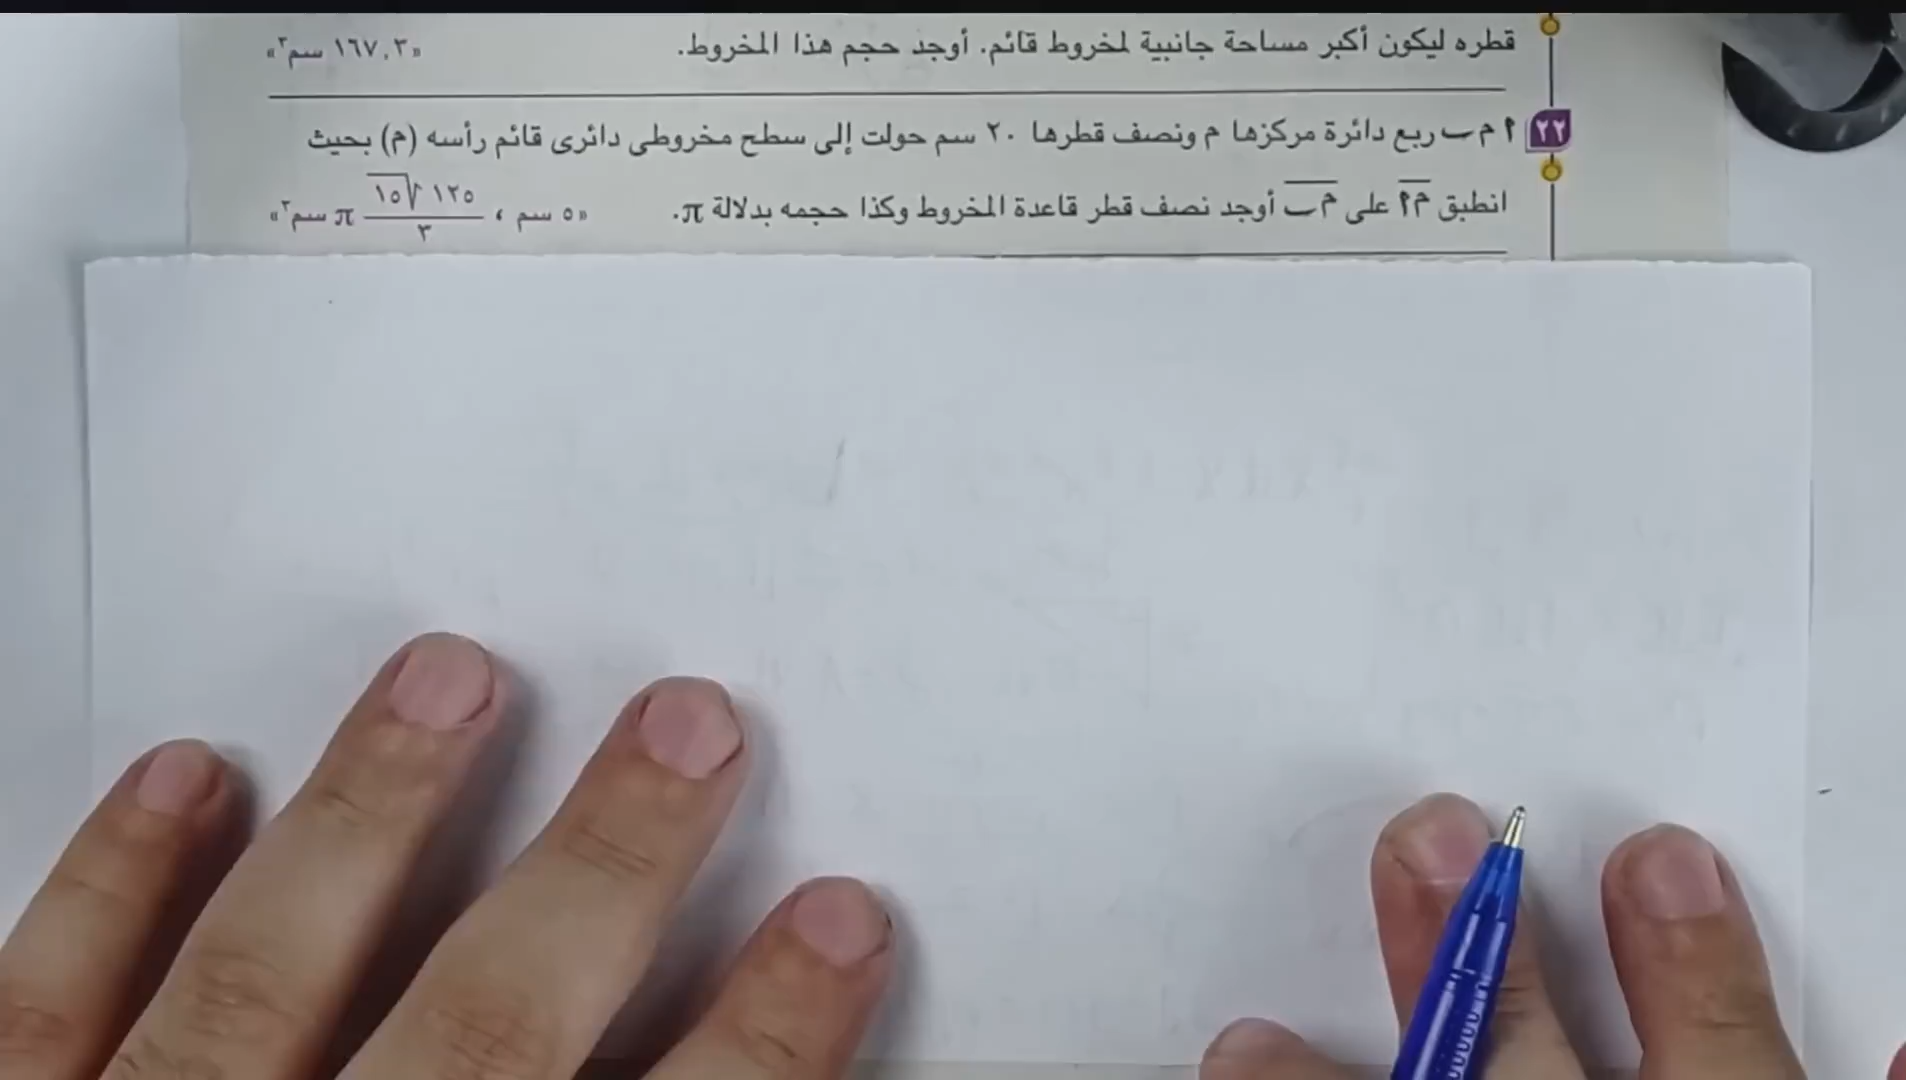 قطره ليكون أكبر مساحة جانبية لمخروط قائم. أوجد حجم هذا المخروط. «١٦٧,٣ سم٣»
٢٢ ا م ب ربع دائرة مركزها م ونصف قطرها ٢٠ سم حولت إلى سطح مخروطى دائرى قائم رأسه (م) بحيث
انطبق م ا على م ب أوجد نصف قطر قاعدة المخروط وكذا حجمه بدلالة π. «٥ سم ، ١٢٥√١٥/٣ π سم٣»